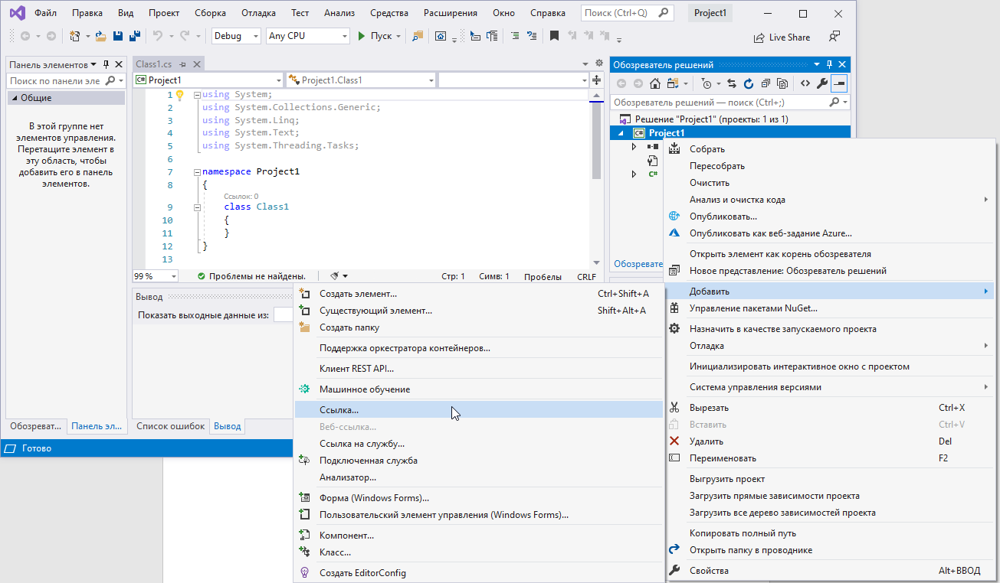 Файл Правка Вид Проект Сборка Отладка Тест Анализ Средства Расширения Окно Справка Поиск (Ctrl+Q) Project1
Debug Any CPU Пуск Live Share
Панель элементов
Поиск по панели эле
Общие
В этой группе нет
элементов управления.
Перетащите элемент в
эту область, чтобы
добавить его в панель
элементов.
Обозреват... Панель эл...
Class1.cs
C# Project1 Project1.Class1
1 using System;
2 using System.Collections.Generic;
3 using System.Linq;
4 using System.Text;
5 using System.Threading.Tasks;
6
7 namespace Project1
8 {
Ссылок: 0
9 class Class1
10 {
11 }
12 }
13
99 % Проблемы не найдены. Стр: 1 Симв: 1 Пробелы CRLF
Вывод
Показать выходные данные из:
Список ошибок Вывод
Готово
Обозреватель решений
Обозреватель решений — поиск (Ctrl+;)
Решение "Project1" (проекты: 1 из 1)
C# Project1
C#
Обозревате
Собрать
Пересобрать
Очистить
Анализ и очистка кода
Опубликовать...
Опубликовать как веб-задание Azure...
Открыть элемент как корень обозревателя
Новое представление: Обозреватель решений
Добавить
Управление пакетами NuGet...
Назначить в качестве запускаемого проекта
Отладка
Инициализировать интерактивное окно с проектом
Система управления версиями
Вырезать Ctrl+X
Вставить Ctrl+V
Удалить Del
Переименовать F2
Выгрузить проект
Загрузить прямые зависимости проекта
Загрузить все дерево зависимостей проекта
Копировать полный путь
Открыть папку в проводнике
Свойства Alt+ВВОД
Создать элемент... Ctrl+Shift+A
Существующий элемент... Shift+Alt+A
Создать папку
Поддержка оркестратора контейнеров...
Клиент REST API...
Машинное обучение
Ссылка...
Веб-ссылка...
Ссылка на службу...
Подключенная служба
Анализатор...
Форма (Windows Forms)...
Пользовательский элемент управления (Windows Forms)...
Компонент...
Класс...
Создать EditorConfig